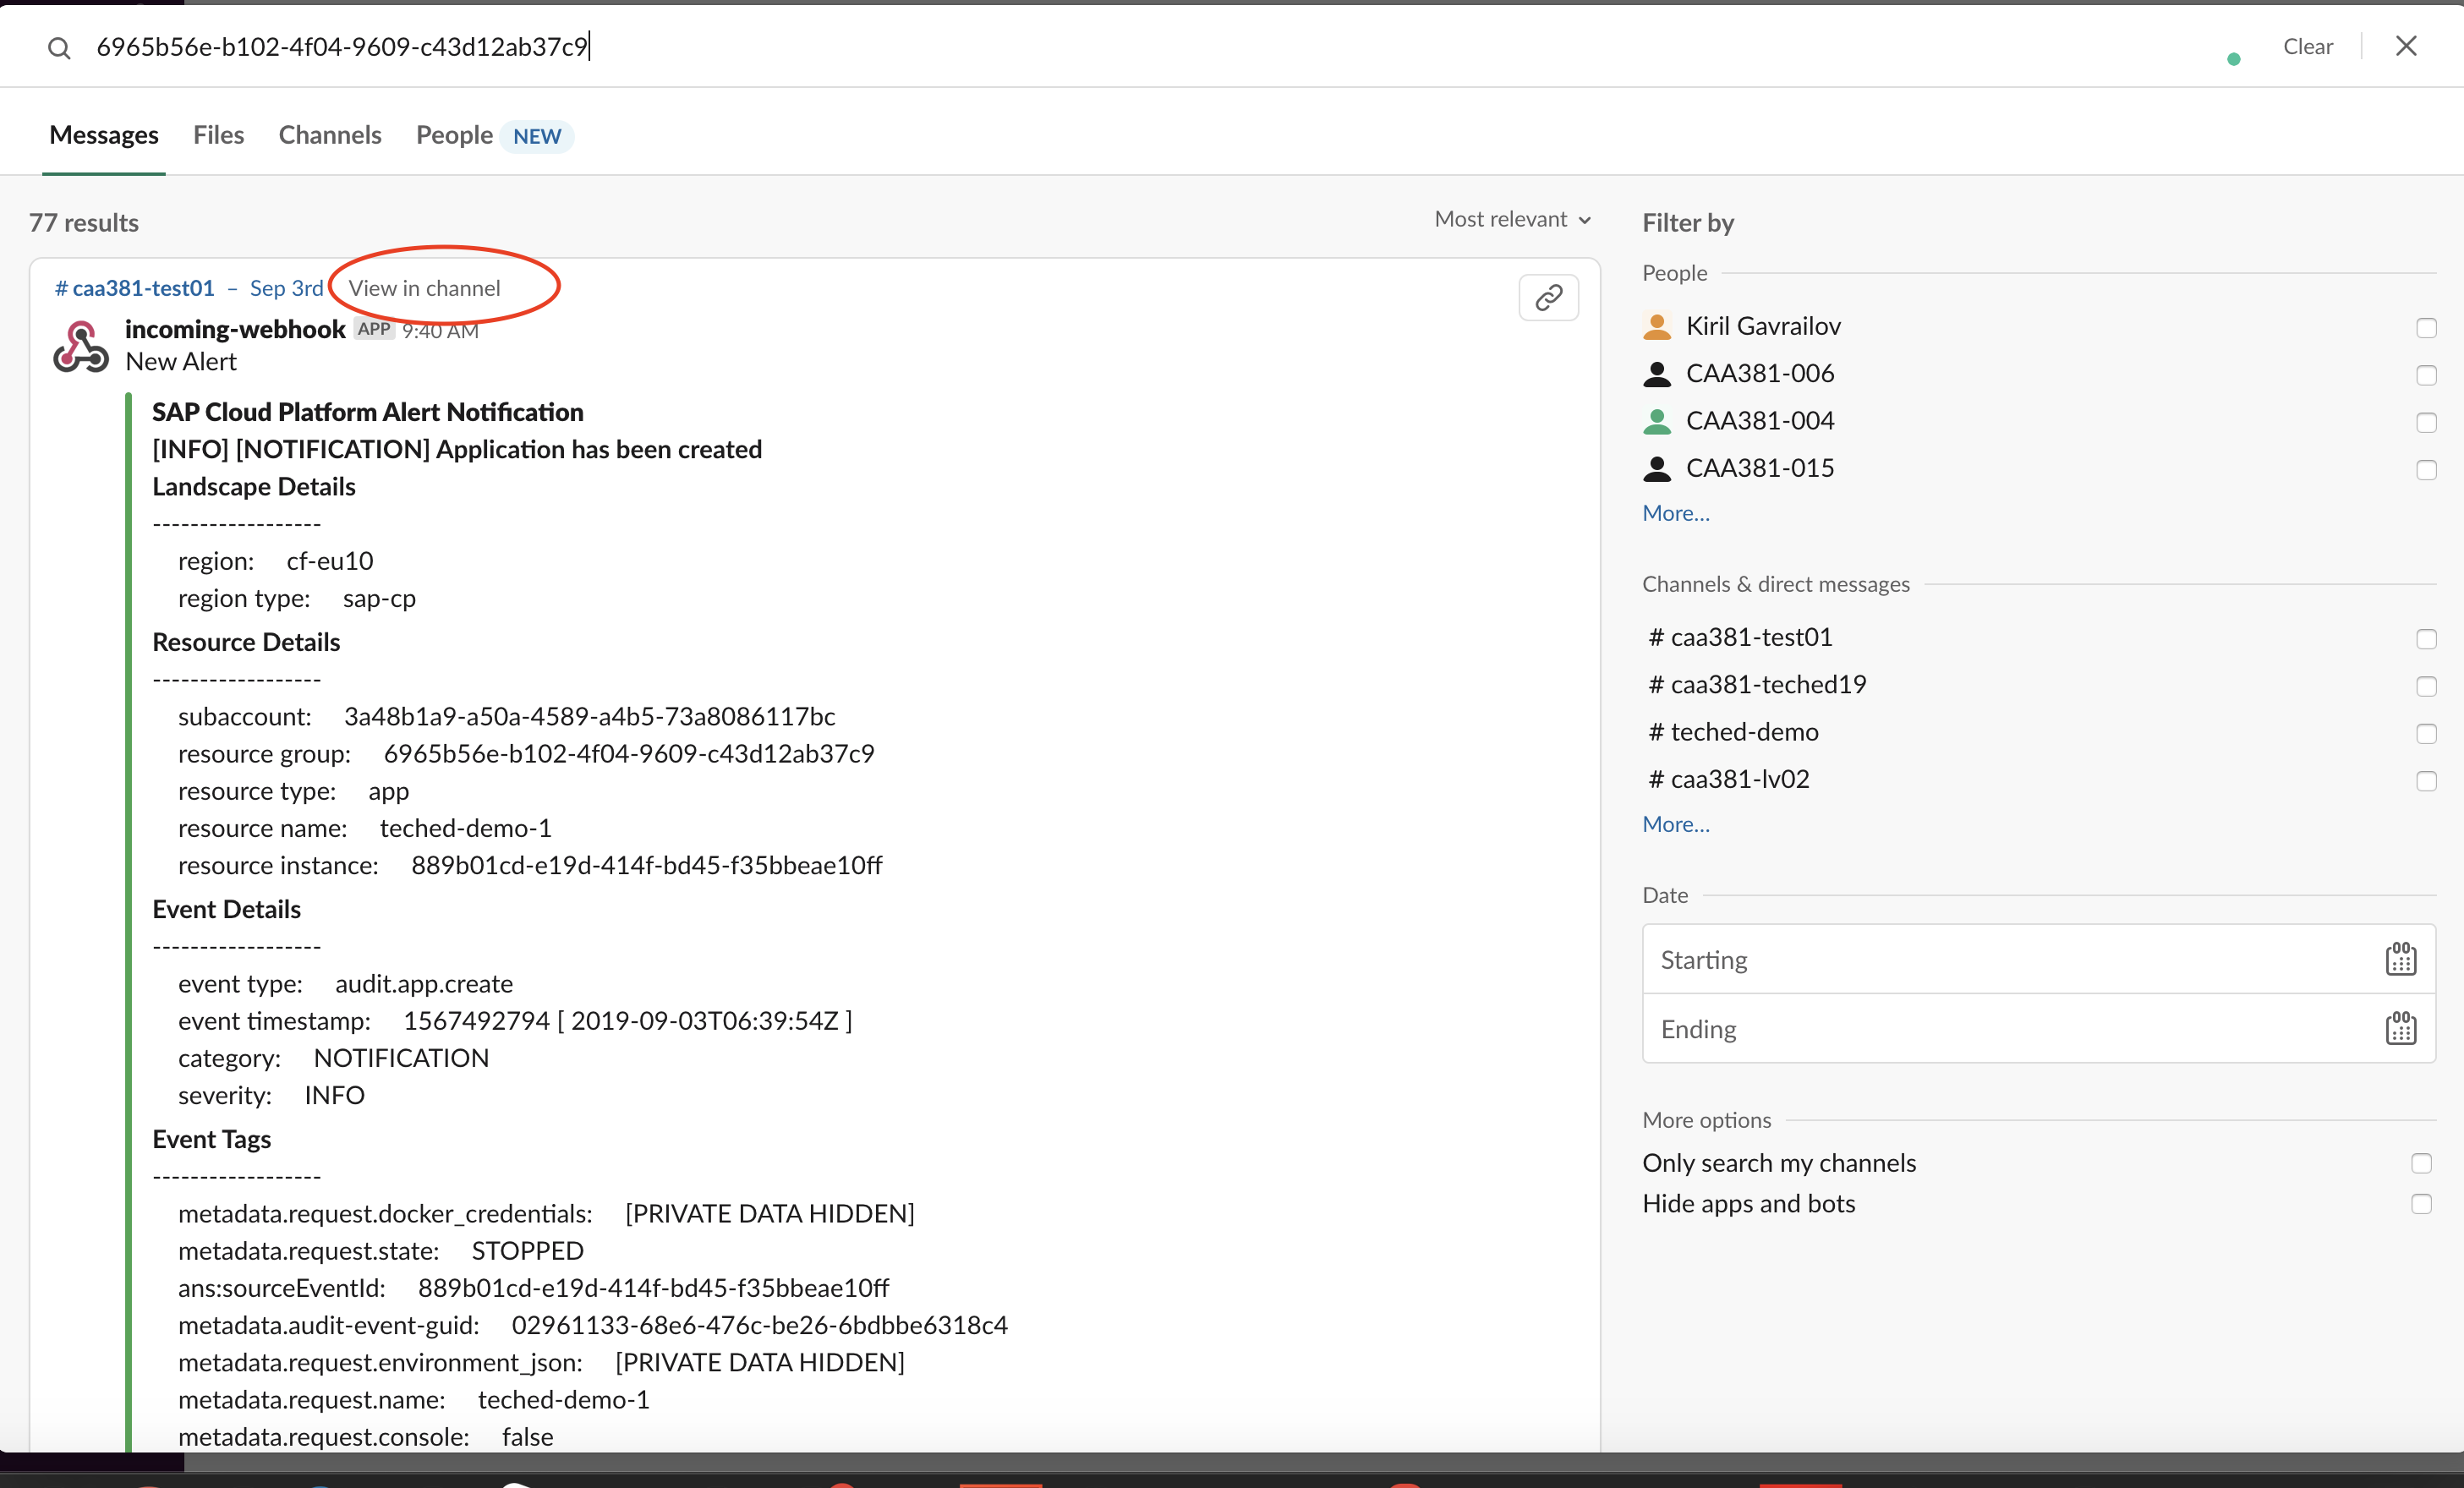 6965b56e-b102-4f04-9609-c43d12ab37c9
Clear
Messages Files Channels People NEW
77 results
Most relevant
# caa381-test01 – Sep 3rd View in channel
incoming-webhook APP 9:40 AM
New Alert
SAP Cloud Platform Alert Notification
[INFO] [NOTIFICATION] Application has been created
Landscape Details
------------------
region: cf-eu10
region type: sap-cp
Resource Details
------------------
subaccount: 3a48b1a9-a50a-4589-a4b5-73a8086117bc
resource group: 6965b56e-b102-4f04-9609-c43d12ab37c9
resource type: app
resource name: teched-demo-1
resource instance: 889b01cd-e19d-414f-bd45-f35bbeae10ff
Event Details
------------------
event type: audit.app.create
event timestamp: 1567492794 [ 2019-09-03T06:39:54Z ]
category: NOTIFICATION
severity: INFO
Event Tags
------------------
metadata.request.docker_credentials: [PRIVATE DATA HIDDEN]
metadata.request.state: STOPPED
ans:sourceEventId: 889b01cd-e19d-414f-bd45-f35bbeae10ff
metadata.audit-event-guid: 02961133-68e6-476c-be26-6bdbbe6318c4
metadata.request.environment_json: [PRIVATE DATA HIDDEN]
metadata.request.name: teched-demo-1
metadata.request.console: false
Filter by
People
Kiril Gavrailov
CAA381-006
CAA381-004
CAA381-015
More...
Channels & direct messages
# caa381-test01
# caa381-teched19
# teched-demo
# caa381-lv02
More...
Date
Starting
Ending
More options
Only search my channels
Hide apps and bots